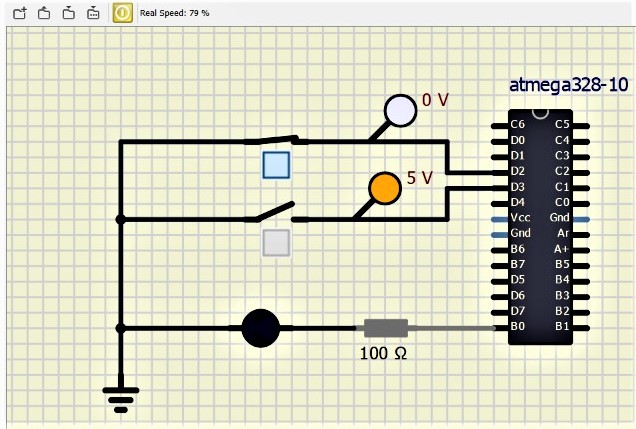 Real Speed: 79 %
atmega328-10
0 V
5 V
100 Ω
C6 C5
D0 C4
D1 C3
D2 C2
D3 C1
D4 C0
Vcc Gnd
Gnd Ar
B6 A+
B7 B5
D5 B4
D6 B3
D7 B2
B0 B1